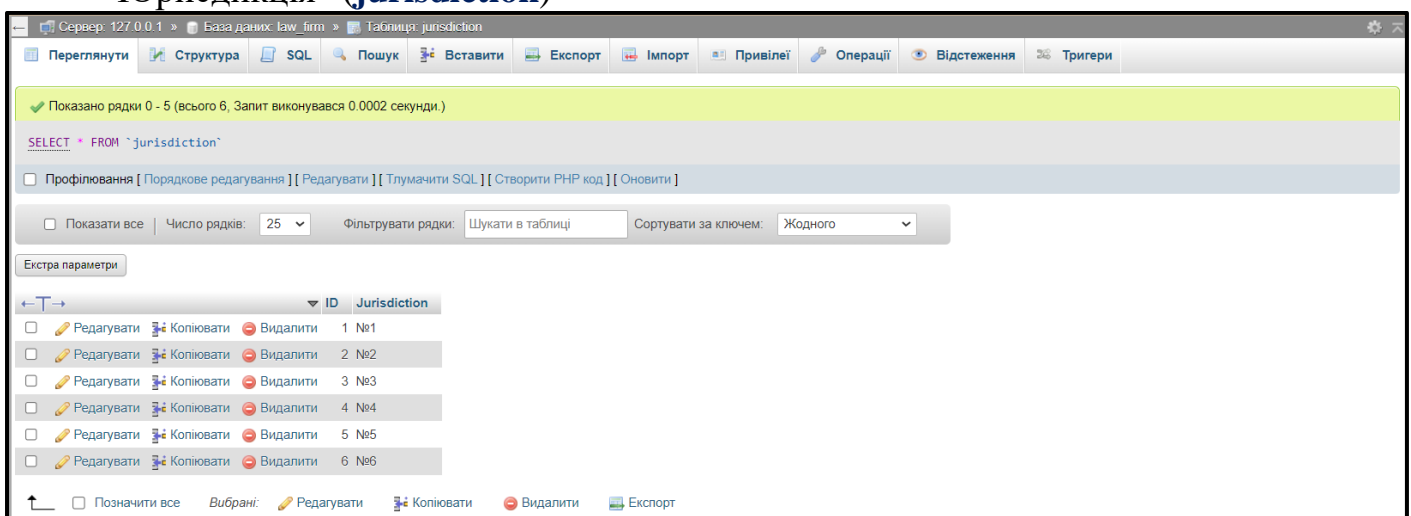 Юрисдикція (jurisdiction)
Сервер: 127.0.0.1 » База даних: law_firm » Таблиця: jurisdiction
Переглянути Структура SQL Пошук Вставити Експорт Імпорт Привілеї Операції Відстеження Тригери
Показано рядки 0 - 5 (всього 6, Запит виконувався 0.0002 секунди.)
SELECT * FROM `jurisdiction`
Профілювання [ Порядкове редагування ] [ Редагувати ] [ Тлумачити SQL ] [ Створити PHP код ] [ Оновити ]
Показати все | Число рядків: 25 Фільтрувати рядки: Шукати в таблиці Сортувати за ключем: Жодного
Екстра параметри
←T→ ID Jurisdiction
Редагувати Копіювати Видалити 1 №1
Редагувати Копіювати Видалити 2 №2
Редагувати Копіювати Видалити 3 №3
Редагувати Копіювати Видалити 4 №4
Редагувати Копіювати Видалити 5 №5
Редагувати Копіювати Видалити 6 №6
Позначити все Вибрані: Редагувати Копіювати Видалити Експорт